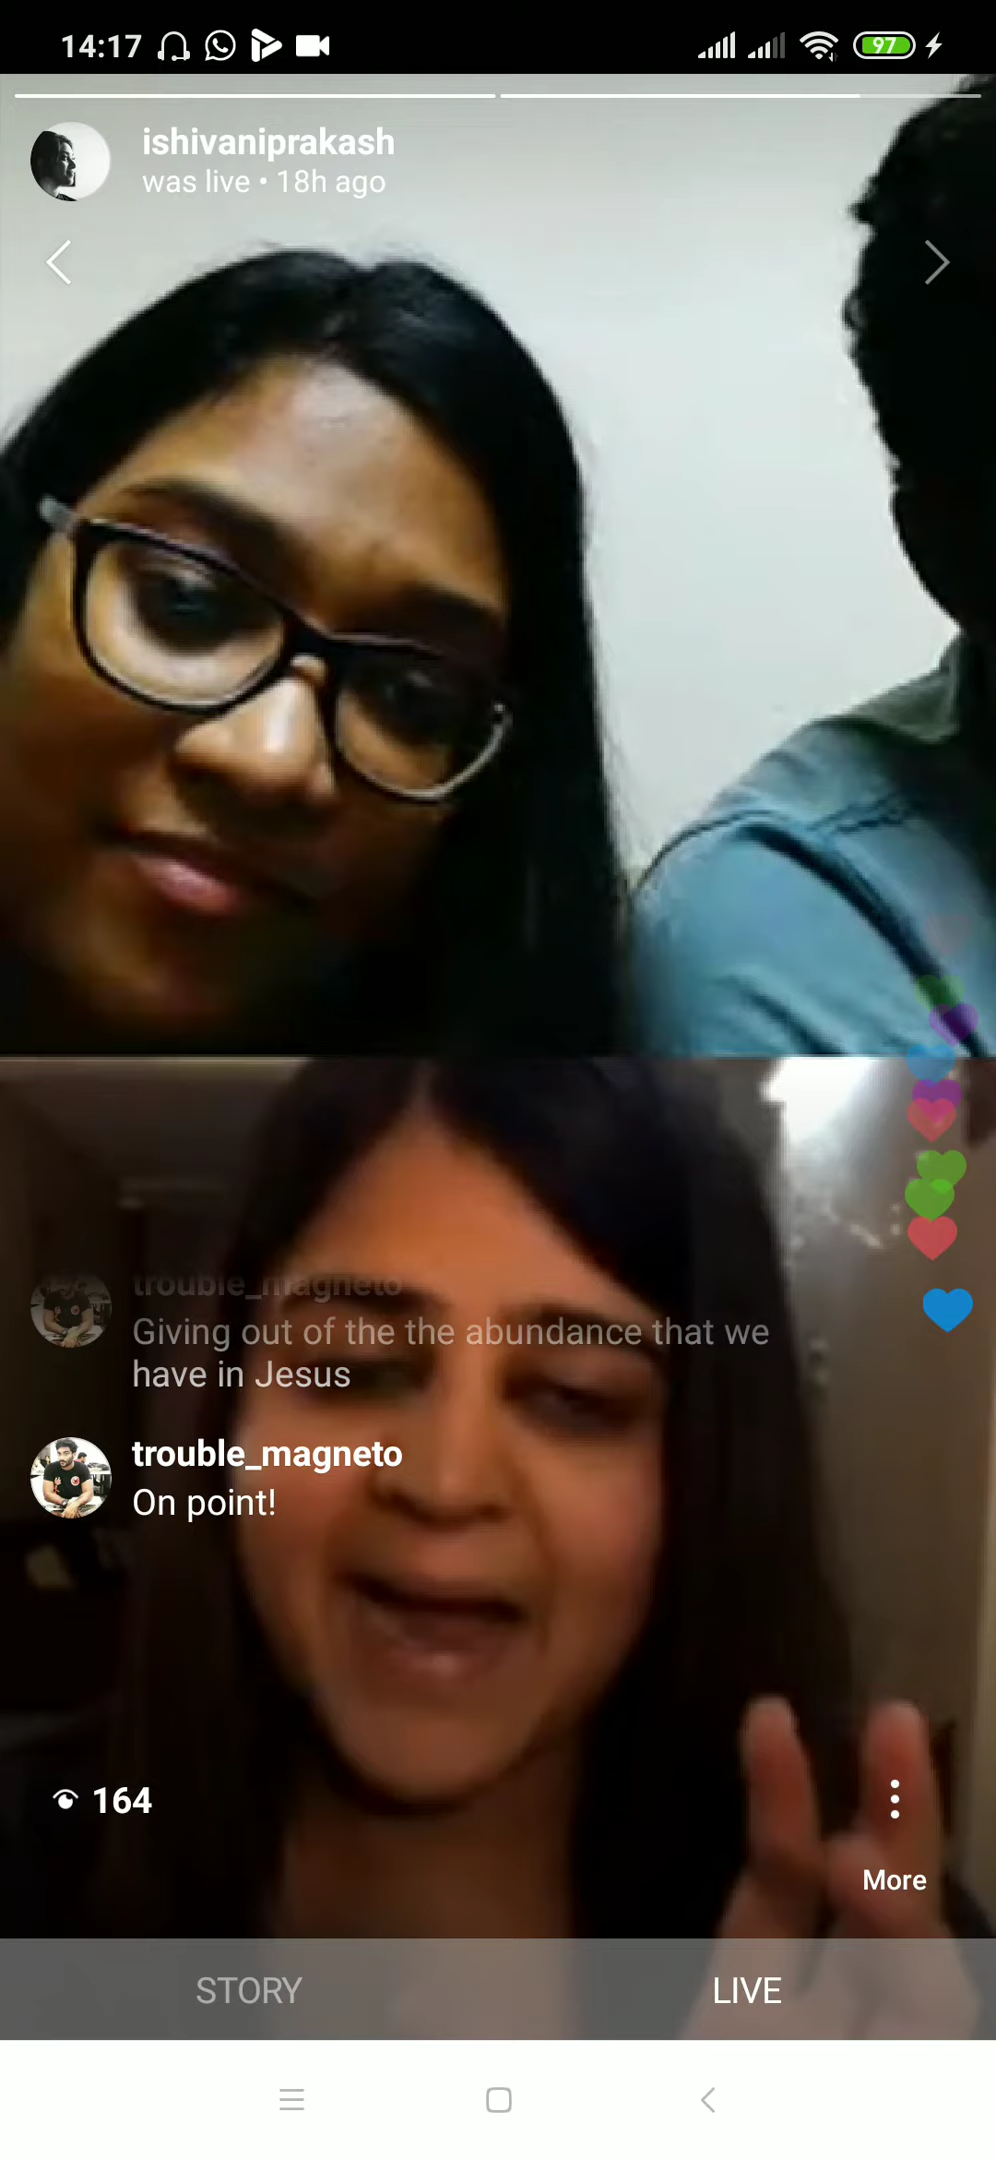 14:17
97
ishivaniprakash
was live • 18h ago
trouble_magneto
Giving out of the the abundance that we
have in Jesus
trouble_magneto
On point!
164
More
STORY
LIVE